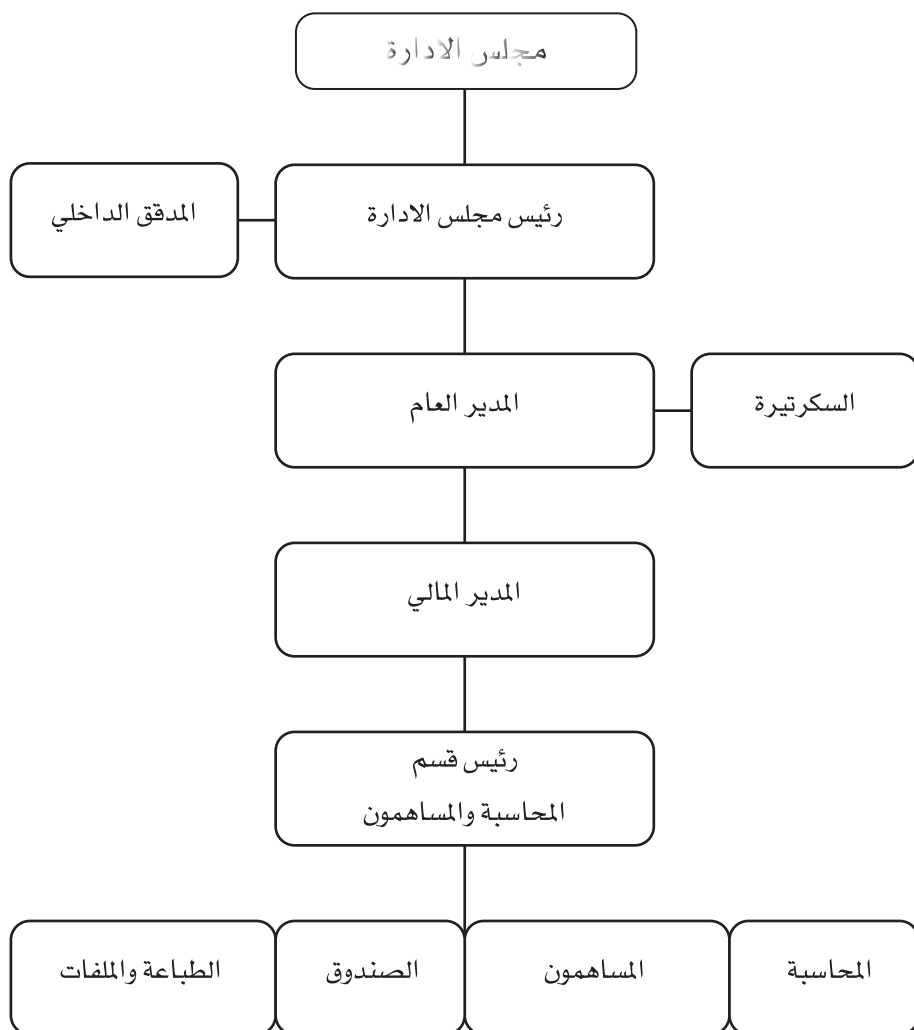 مجلس الادارة
رئيس مجلس الادارة
المدقق الداخلي
السكرتيرة
المدير العام
المدير المالي
رئيس قسم
المحاسبة والمساهمون
المحاسبة
المساهمون
الصندوق
الطباعة والملفات